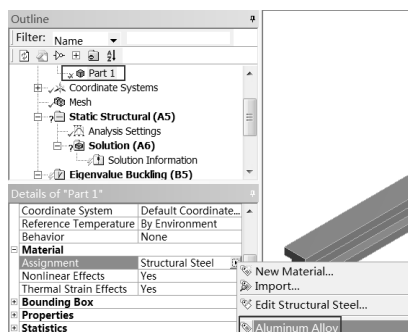 Outline
Filter: Name
Part 1
Coordinate Systems
Mesh
Static Structural (A5)
Analysis Settings
Solution (A6)
Solution Information
Eigenvalue Buckling (B5)
Details of "Part 1"
Coordinate System Default Coordinate...
Reference Temperature By Environment
Behavior None
Material
Assignment Structural Steel
Nonlinear Effects Yes
Thermal Strain Effects Yes
Bounding Box
Properties
Statistics
New Material...
Import...
Edit Structural Steel...
Aluminum Alloy